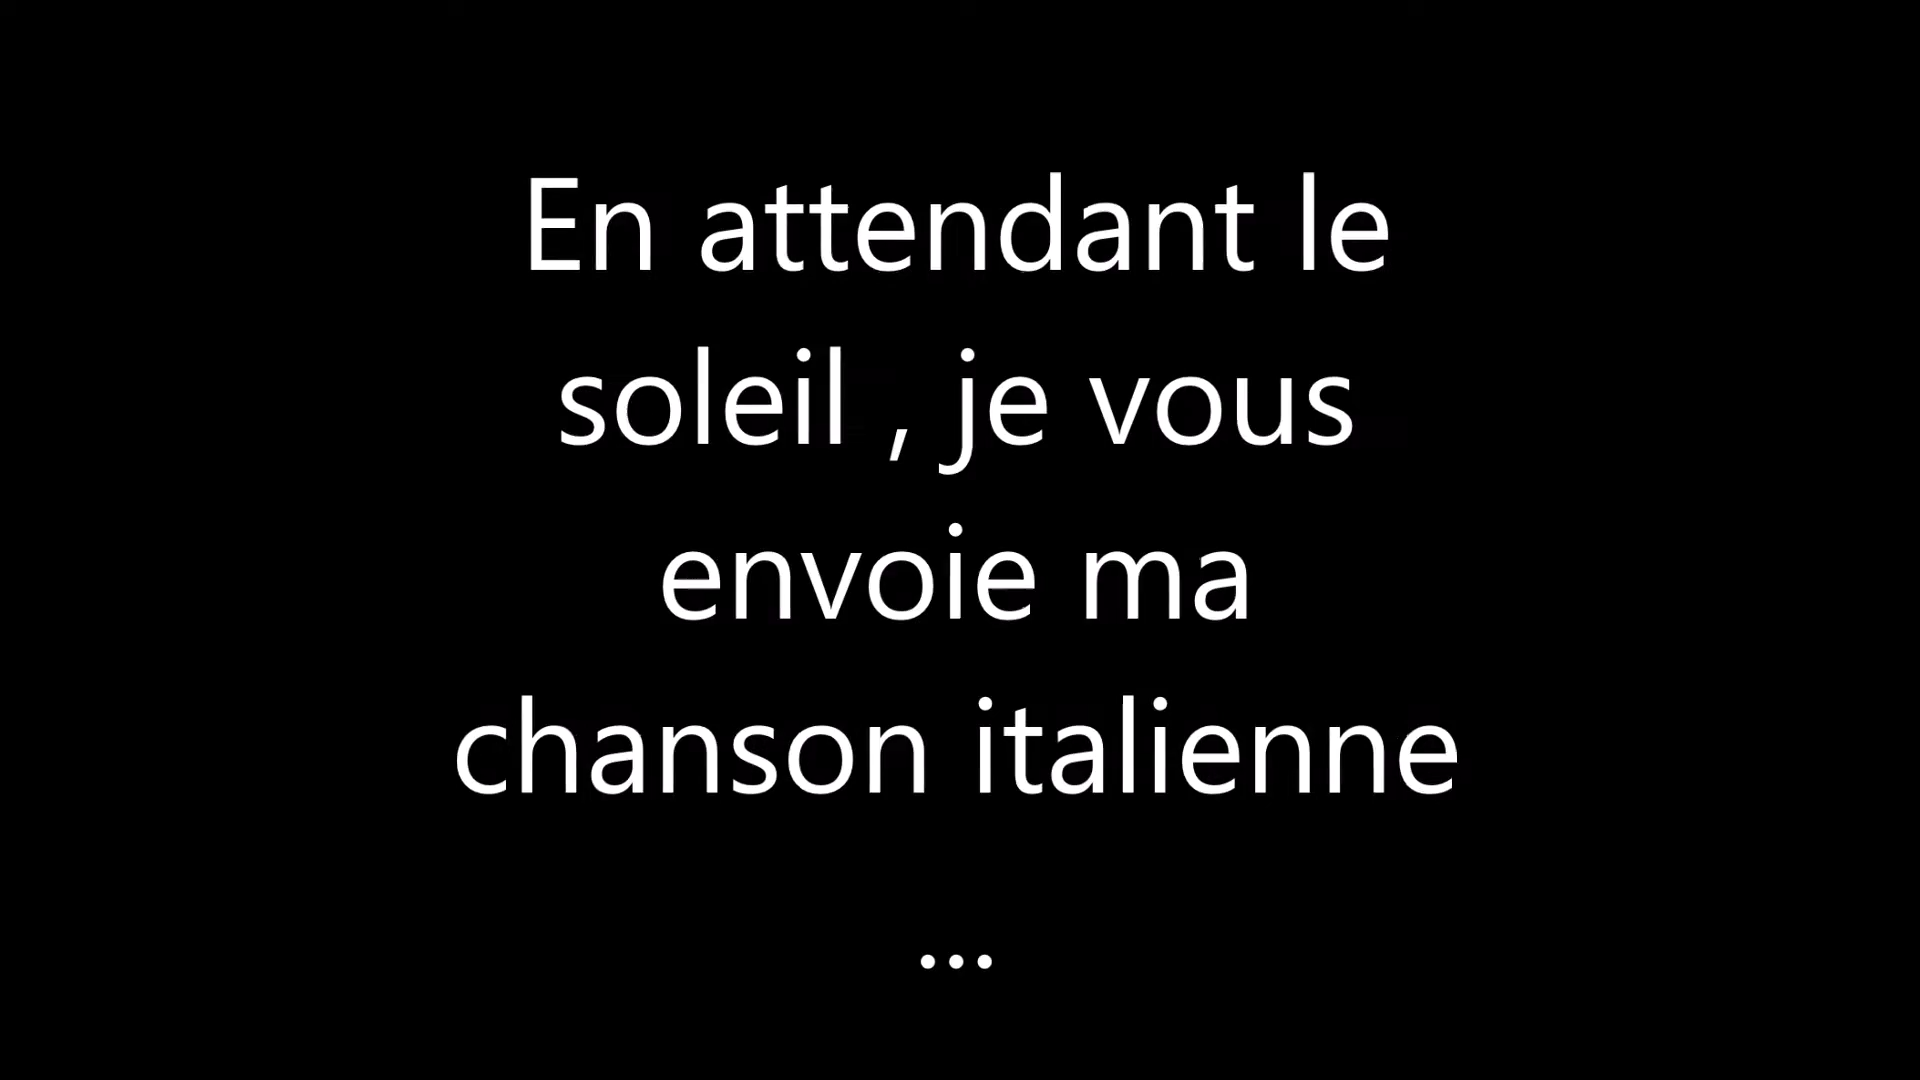 En attendant le
soleil , je vous
envoie ma
chanson italienne
...